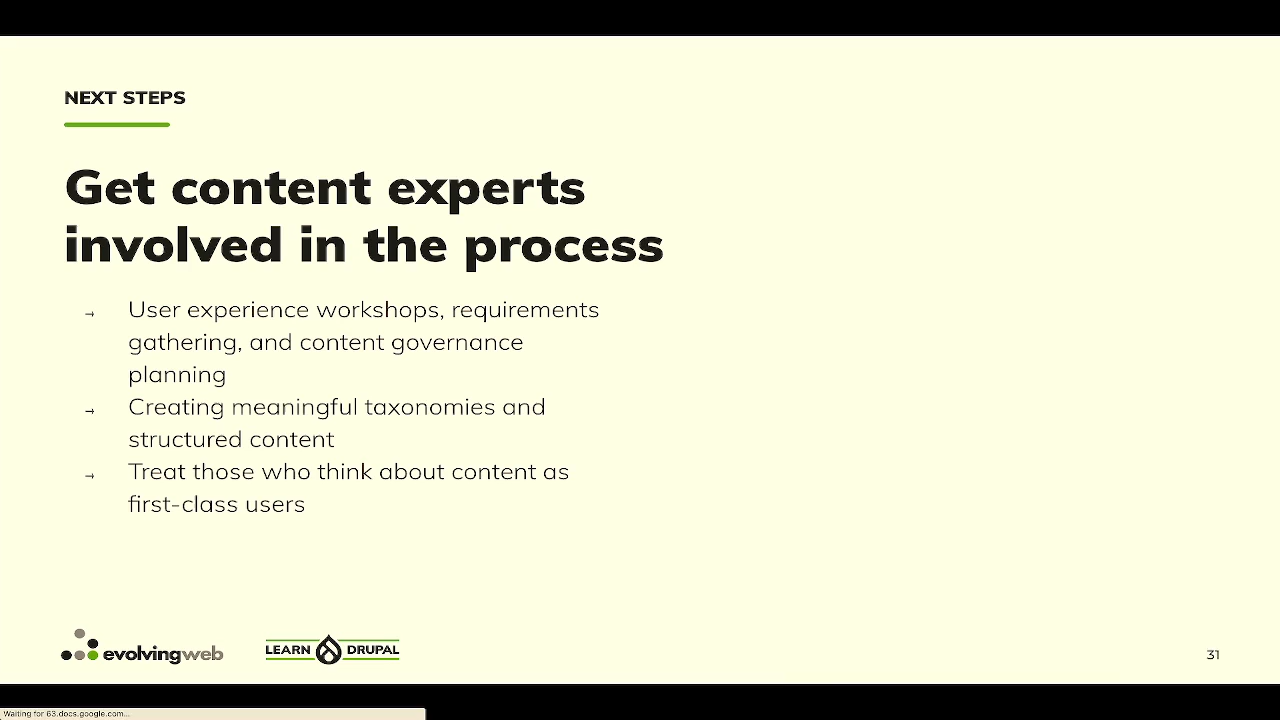 NEXT STEPS
Get content experts
involved in the process
→ User experience workshops, requirements
gathering, and content governance
planning
→ Creating meaningful taxonomies and
structured content
→ Treat those who think about content as
first-class users
evolvingweb
LEARN DRUPAL
31
Waiting for 63.docs.google.com...